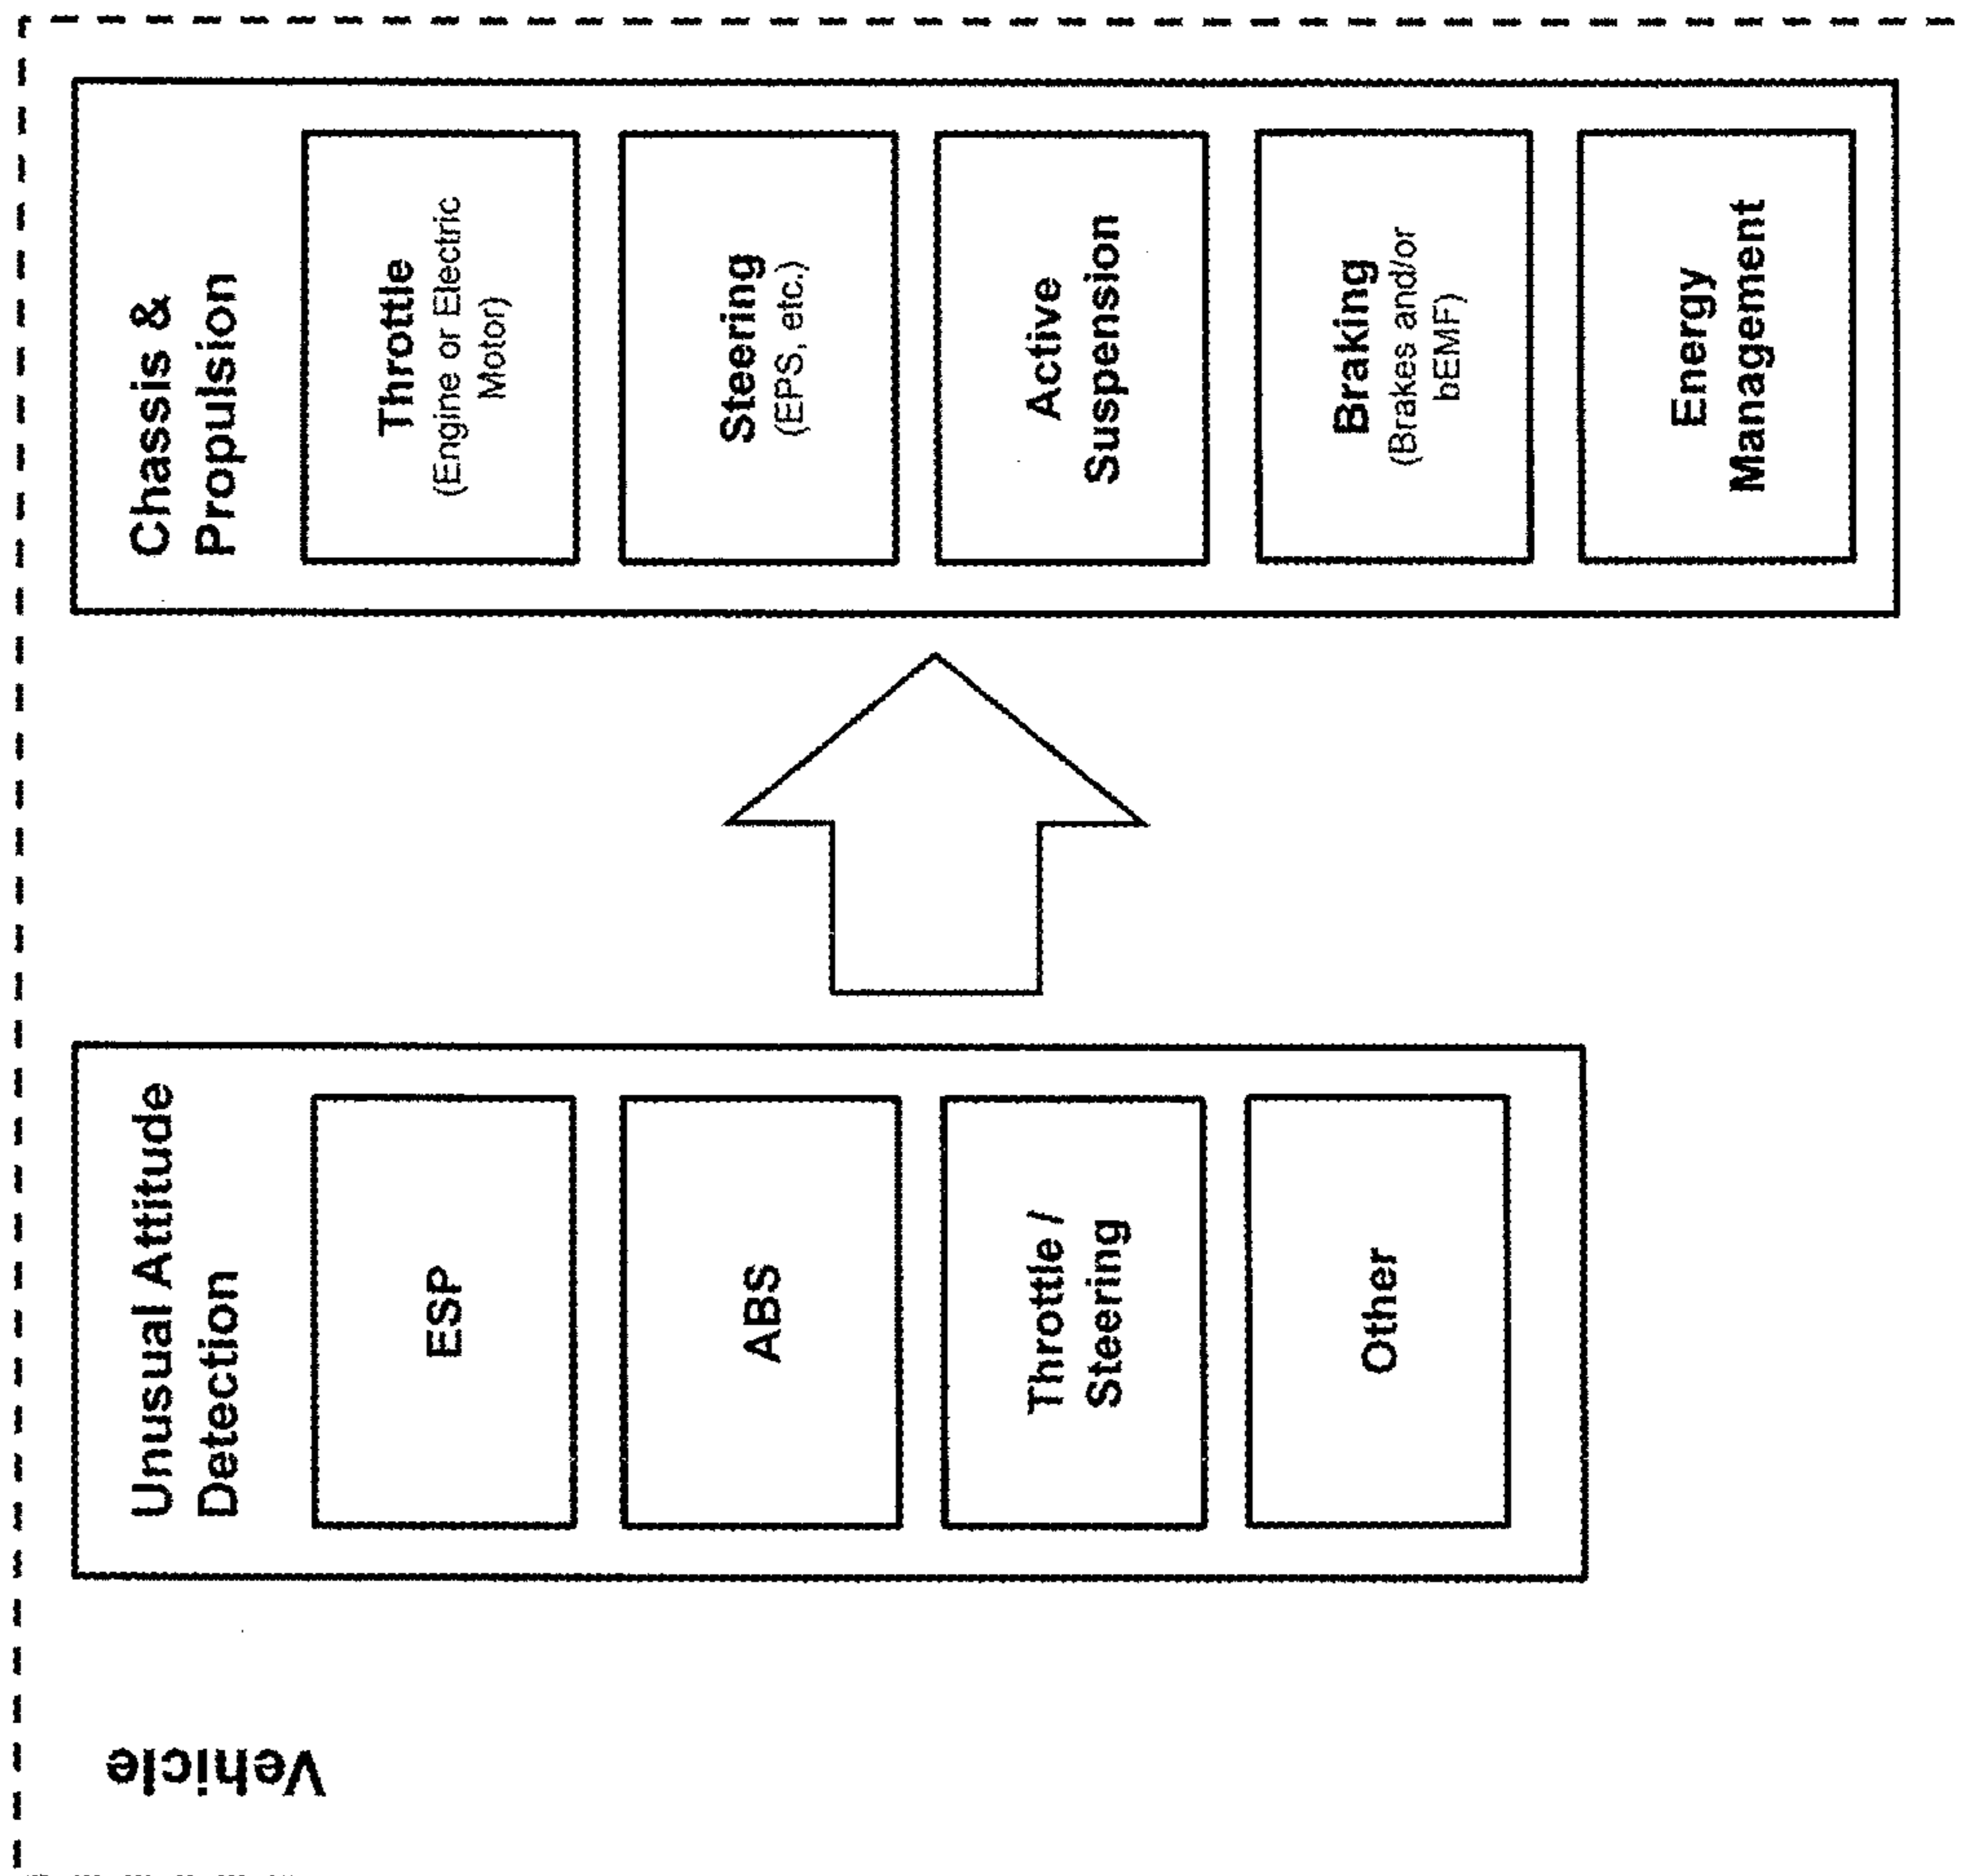 Vehicle
Unusual Attitude
Detection
ESP
ABS
Throttle /
Steering
Other
Chassis &
Propulsion
Throttle
(Engine or Electric
Motor)
Steering
(EPS, etc.)
Active
Suspension
Braking
(Brakes and/or
bEMF)
Energy
Management